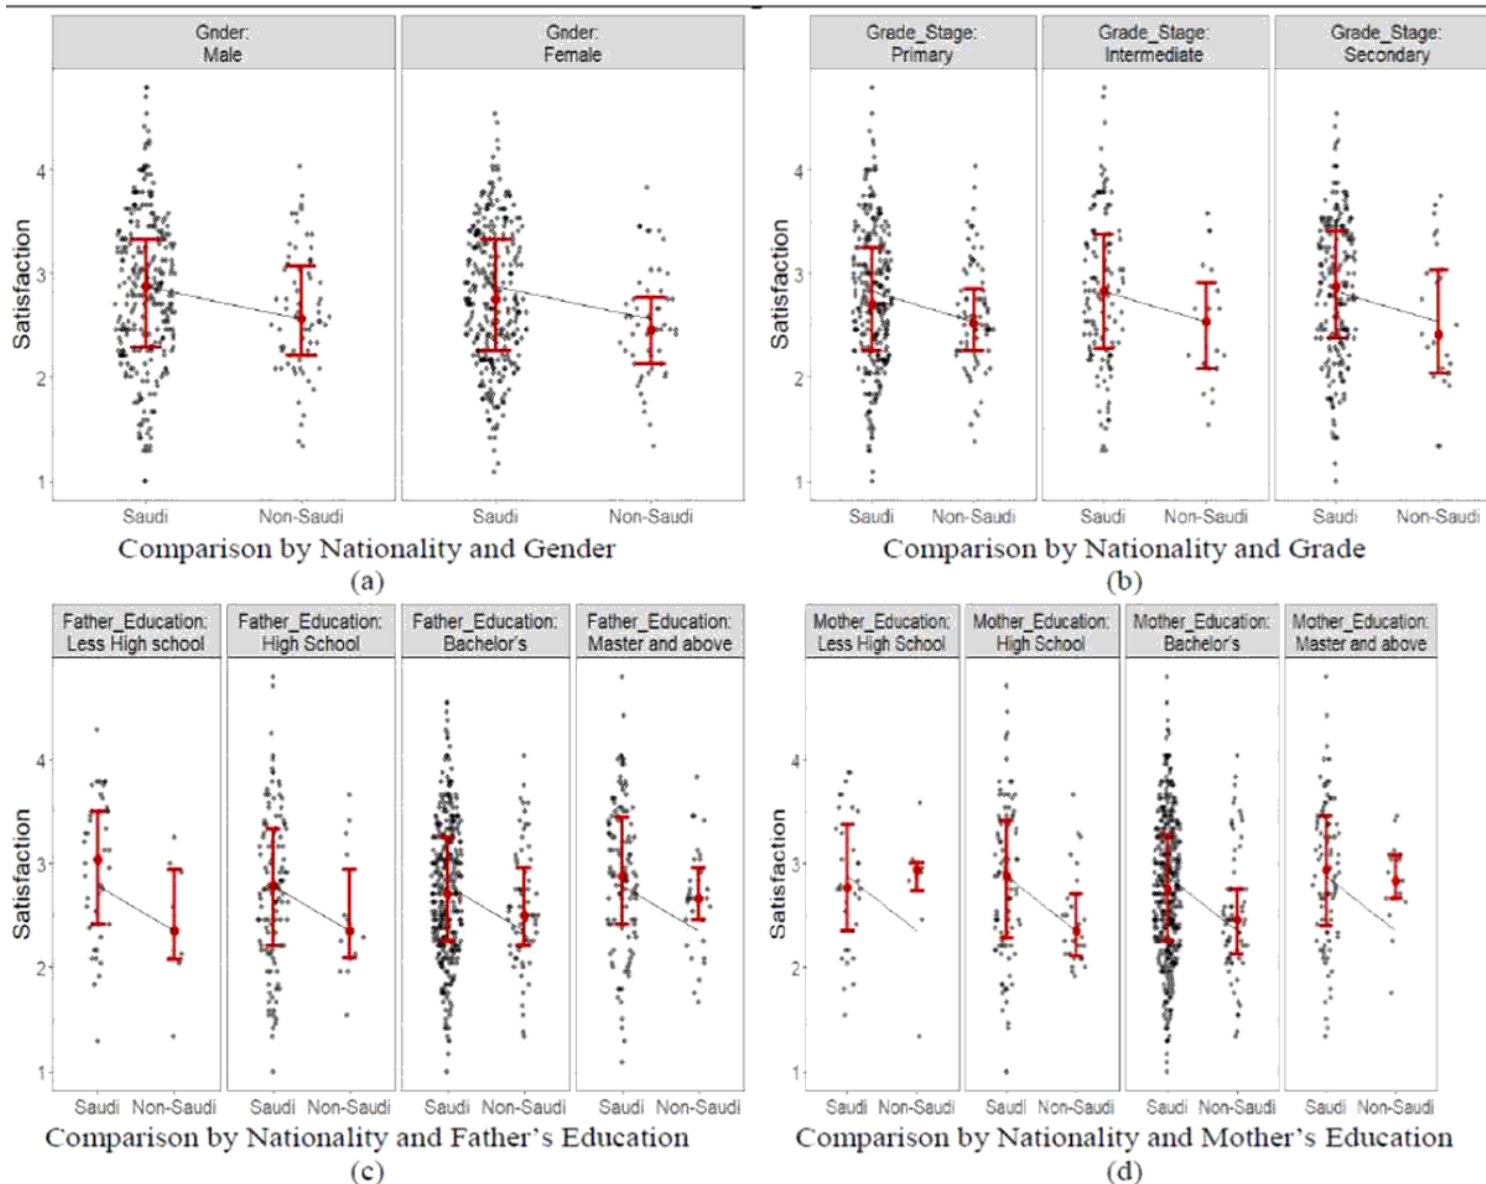 Gnder:
Male
Gnder:
Female
Satisfaction
4
3
2
1
Saudi Non-Saudi Saudi Non-Saudi
Comparison by Nationality and Gender
(a)
Grade_Stage:
Primary
Grade_Stage:
Intermediate
Grade_Stage:
Secondary
Satisfaction
4
3
2
1
Saudi Non-Saudi Saudi Non-Saudi Saudi Non-Saudi
Comparison by Nationality and Grade
(b)
Father_Education:
Less High school
Father_Education:
High School
Father_Education:
Bachelor's
Father_Education:
Master and above
Satisfaction
4
3
2
1
Saudi Non-Saudi Saudi Non-Saudi Saudi Non-Saudi Saudi Non-Saudi
Comparison by Nationality and Father's Education
(c)
Mother_Education:
Less High School
Mother_Education:
High School
Mother_Education:
Bachelor's
Mother_Education:
Master and above
Satisfaction
4
3
2
1
Saudi Non-Saudi Saudi Non-Saudi Saudi Non-Saudi Saudi Non-Saudi
Comparison by Nationality and Mother's Education
(d)